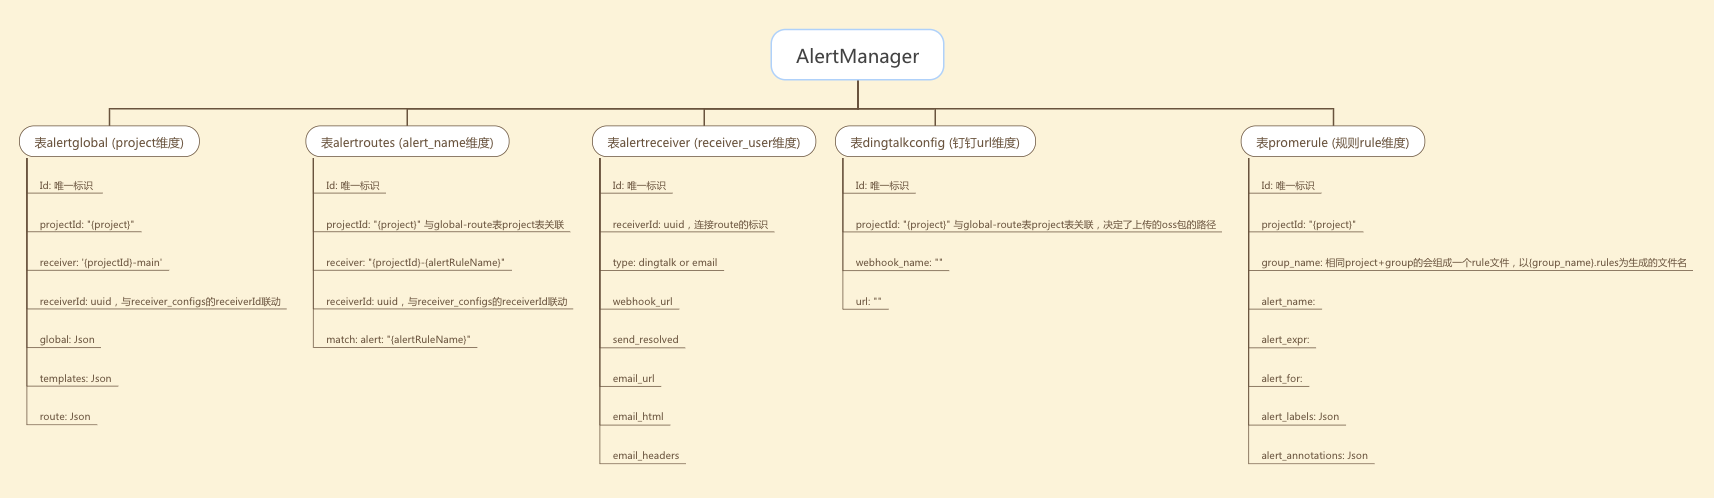 AlertManager
表alertglobal (project维度)
Id: 唯一标识
projectId: "{project}"
receiver: '{projectId}-main'
receiverId: uuid，与receiver_configs的receiverId联动
global: Json
templates: Json
route: Json
表alertroutes (alert_name维度)
Id: 唯一标识
projectId: "{project}" 与global-route表project表关联
receiver: "{projectId}-{alertRuleName}"
receiverId: uuid，与receiver_configs的receiverId联动
match: alert: "{alertRuleName}"
表alertreceiver (receiver_user维度)
Id: 唯一标识
receiverId: uuid，连接route的标识
type: dingtalk or email
webhook_url
send_resolved
email_url
email_html
email_headers
表dingtalkconfig (钉钉url维度)
Id: 唯一标识
projectId: "{project}" 与global-route表project表关联，决定了上传的oss包的路径
webhook_name: ""
url: ""
表promerule (规则rule维度)
Id: 唯一标识
projectId: "{project}"
group_name: 相同project+group的会组成一个rule文件，以{group_name}.rules为生成的文件名
alert_name:
alert_expr:
alert_for:
alert_labels: Json
alert_annotations: Json